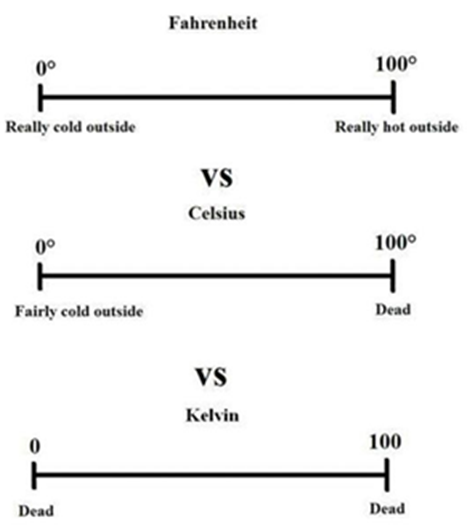 Fahrenheit
0° 100°
Really cold outside Really hot outside
vs
Celsius
0° 100°
Fairly cold outside Dead
vs
Kelvin
0 100
Dead Dead